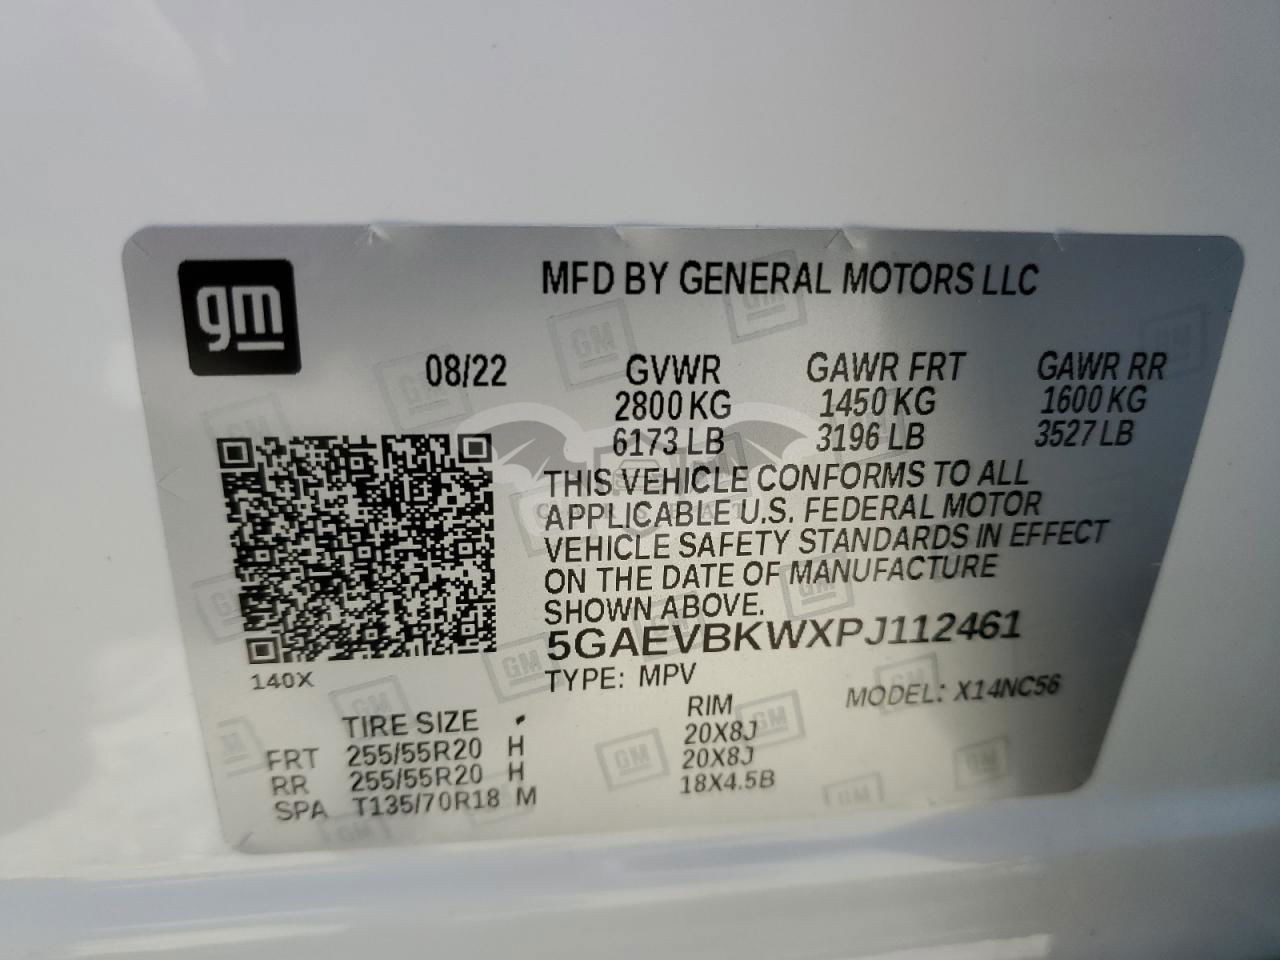 gm
MFD BY GENERAL MOTORS LLC
08/22 GVWR GAWR FRT GAWR RR
2800 KG 1450 KG 1600 KG
6173 LB 3196 LB 3527 LB
THIS VEHICLE CONFORMS TO ALL
APPLICABLE U.S. FEDERAL MOTOR
VEHICLE SAFETY STANDARDS IN EFFECT
ON THE DATE OF MANUFACTURE
SHOWN ABOVE.
5GAEVBKWXPJ112461
140X
TYPE: MPV MODEL: X14NC56
TIRE SIZE RIM
FRT 255/55R20 H 20X8J
RR 255/55R20 H 20X8J
SPA T135/70R18 M 18X4.5B